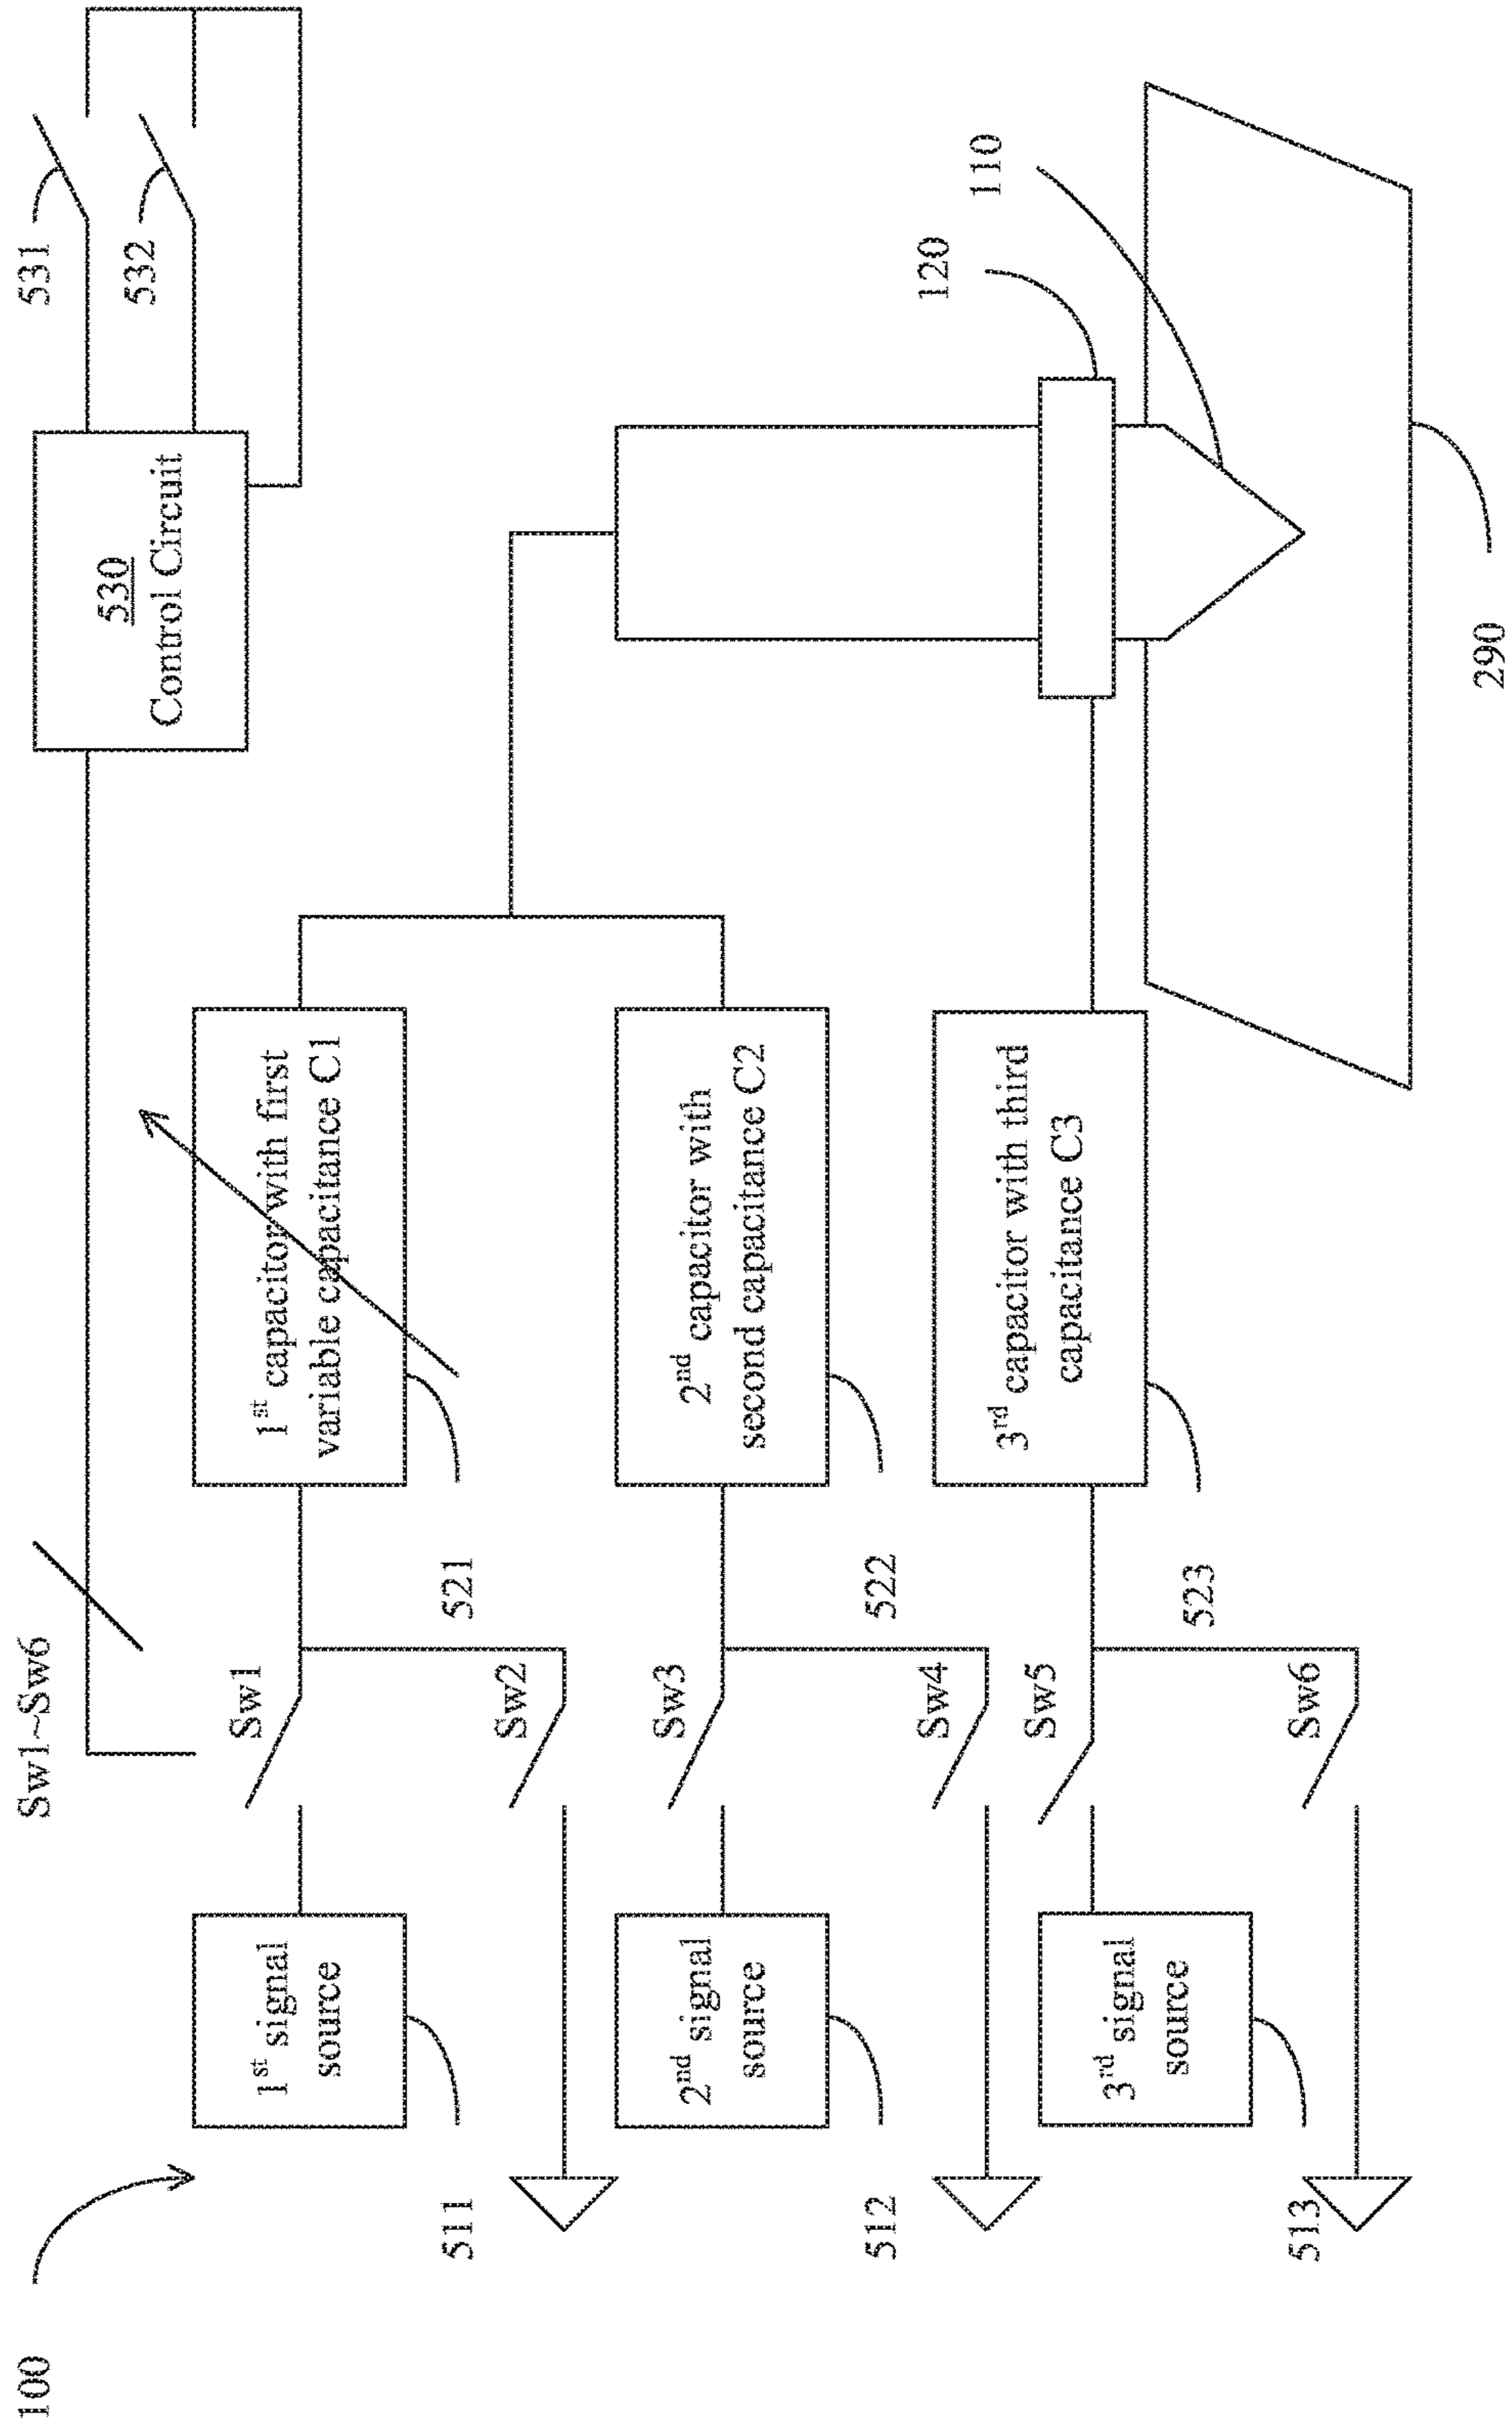 100
Sw1~Sw6
530
Control Circuit
531
532
1st signal
source
511
Sw1
Sw2
1st capacitor with first
variable capacitance C1
521
2nd signal
source
512
Sw3
Sw4
2nd capacitor with
second capacitance C2
522
3rd signal
source
513
Sw5
Sw6
3rd capacitor with third
capacitance C3
523
120
110
290